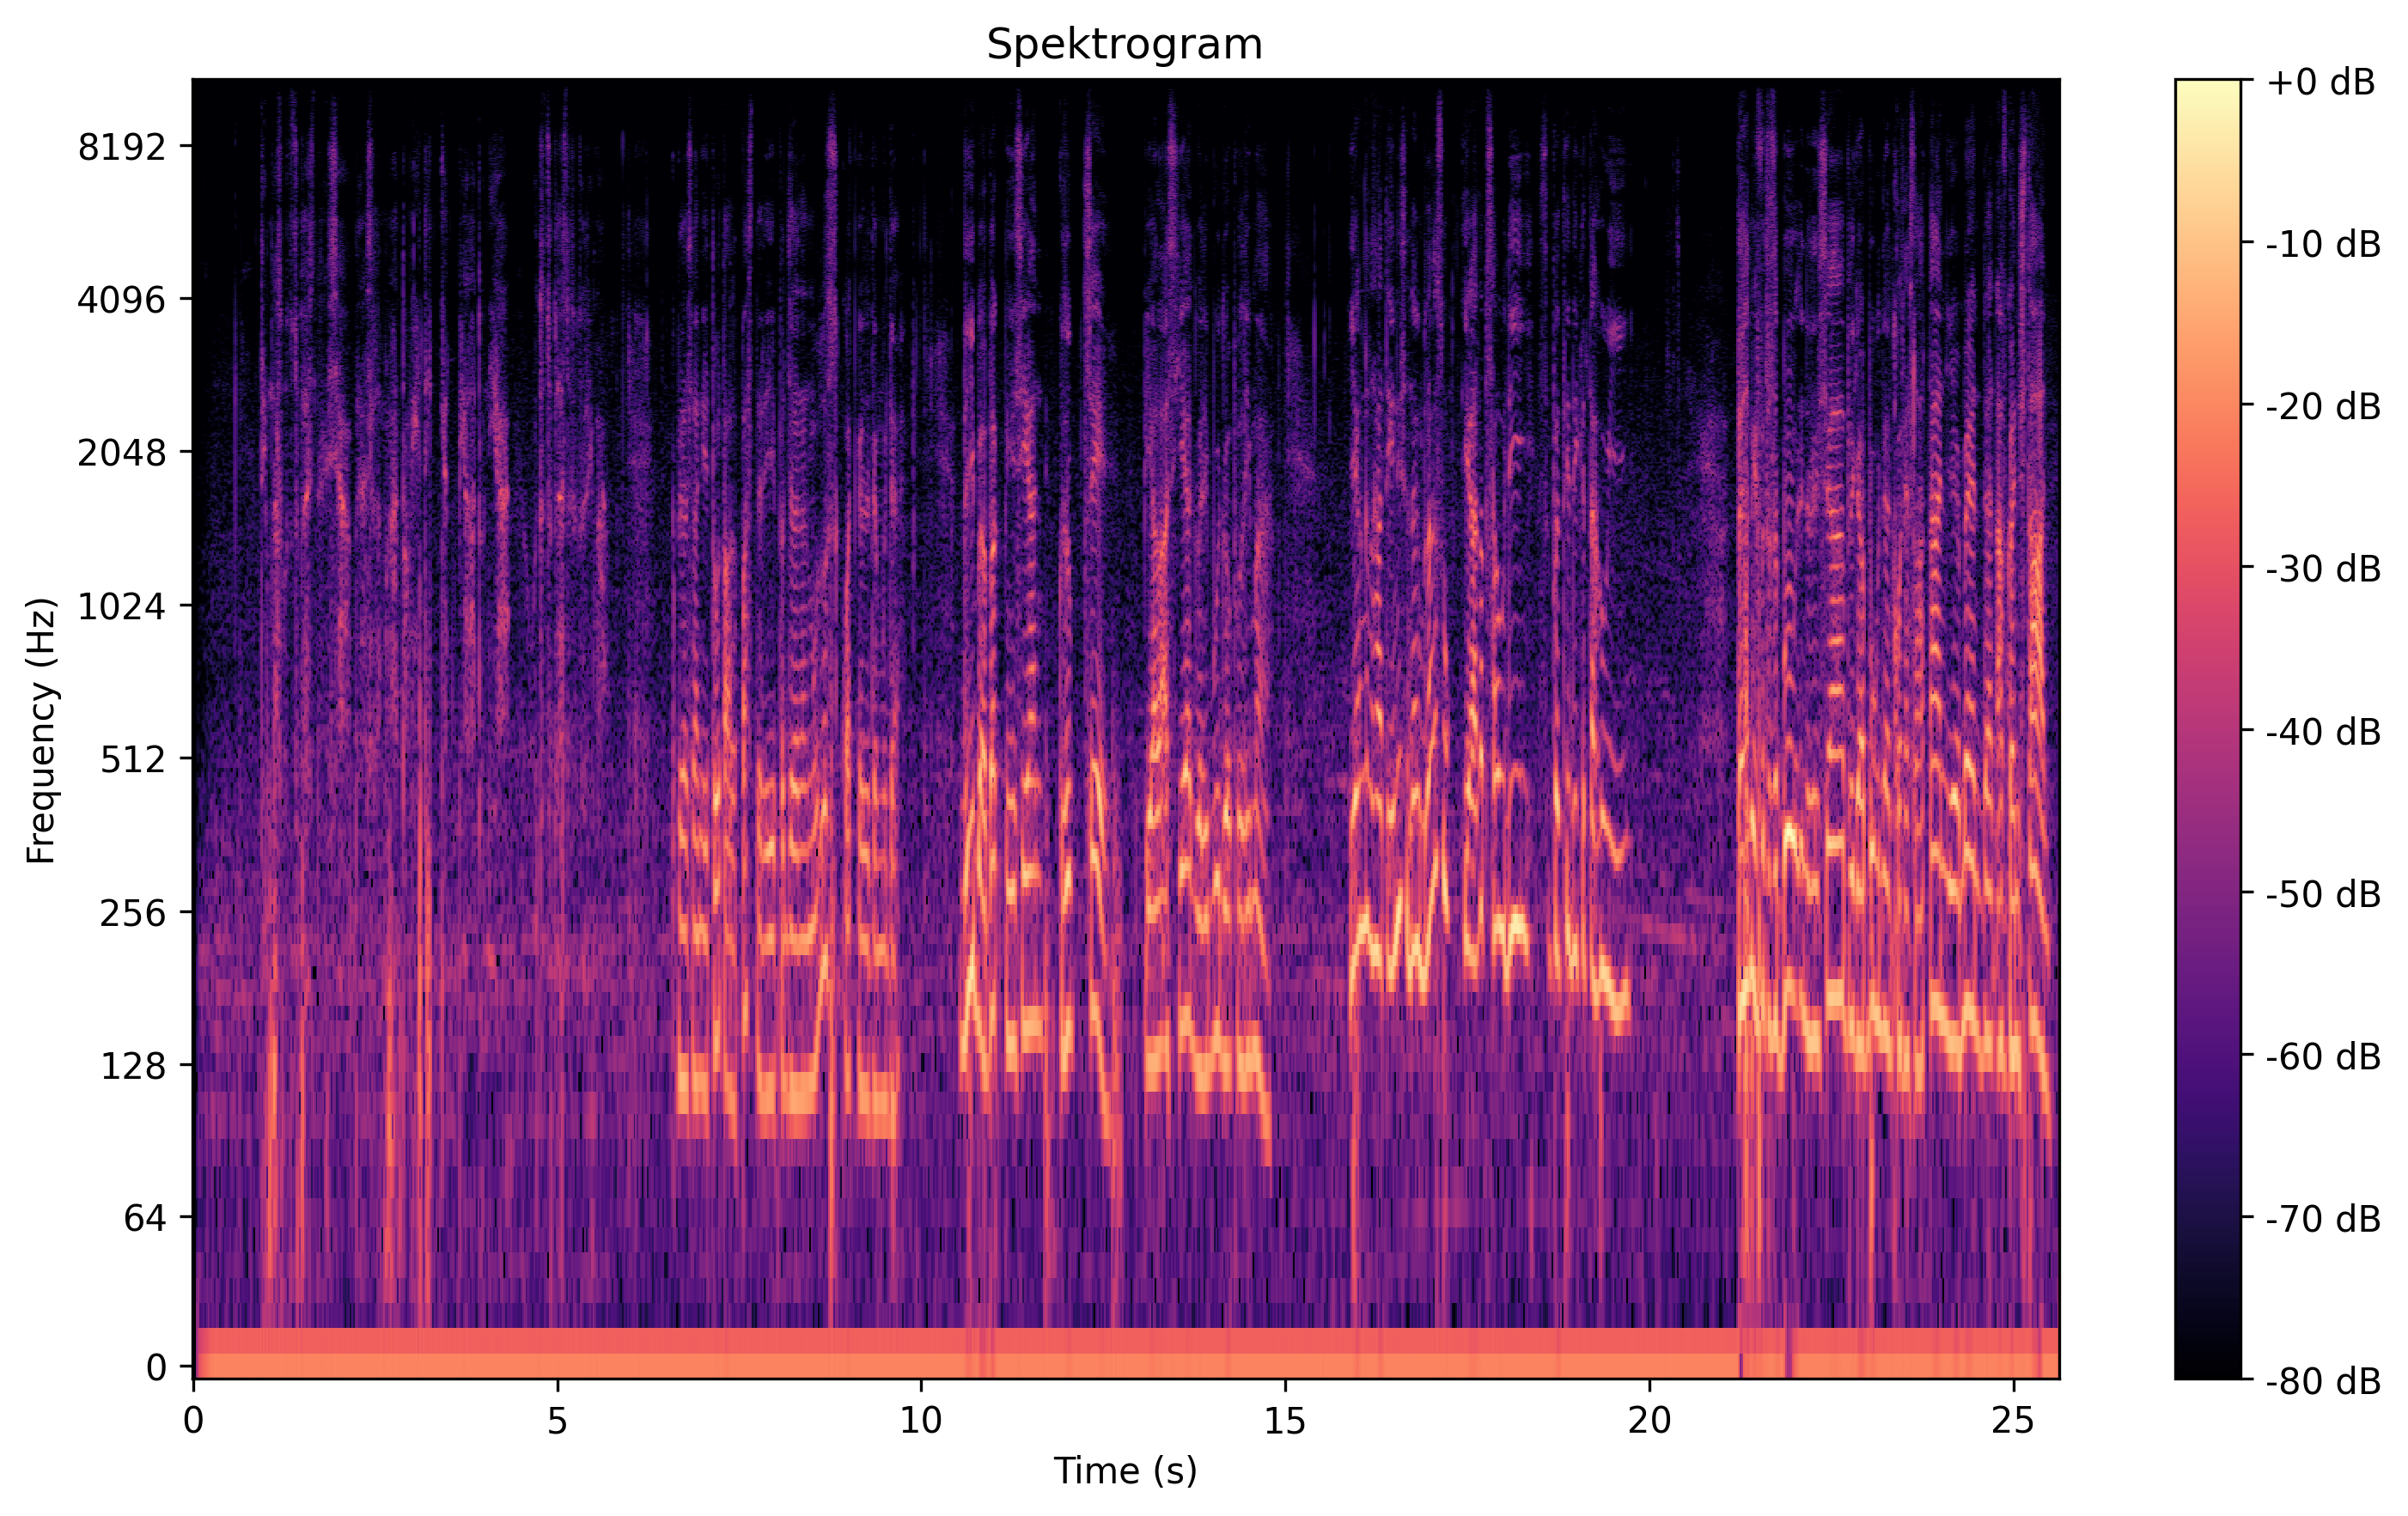 Spektrogram
+0 dB
8192
-10 dB
4096
-20 dB
2048
-30 dB
1024
Frequency (Hz)
-40 dB
512
-50 dB
256
128
-60 dB
64
-70 dB
0
-80 dB
0 5 10 15 20 25
Time (s)